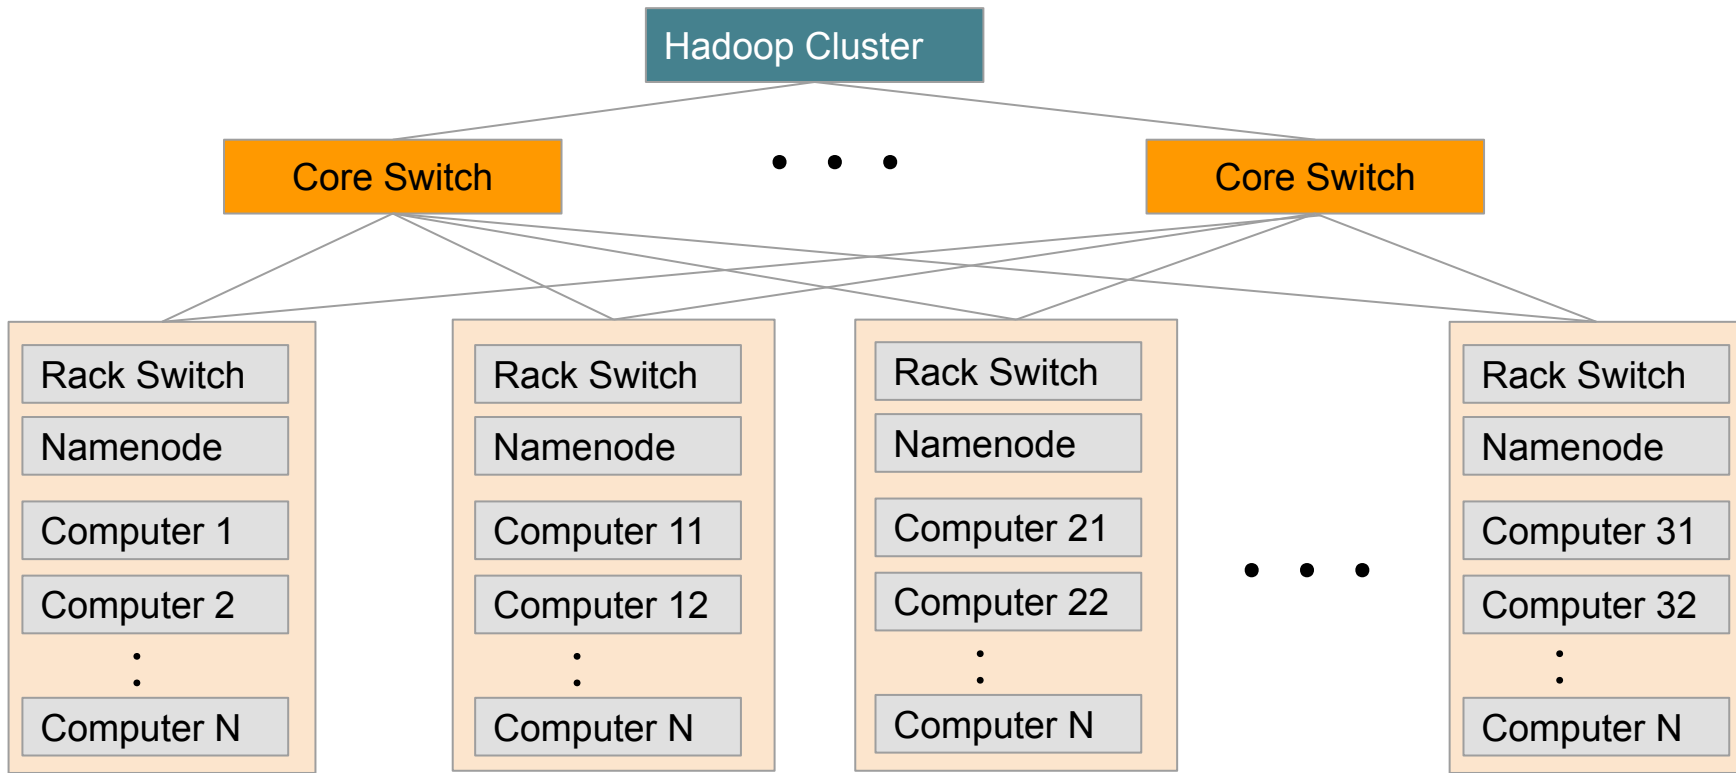 Hadoop Cluster
Core Switch
Core Switch
Rack Switch
Namenode
Computer 1
Computer 2
Computer N
Rack Switch
Namenode
Computer 11
Computer 12
Computer N
Rack Switch
Namenode
Computer 21
Computer 22
Computer N
Rack Switch
Namenode
Computer 31
Computer 32
Computer N